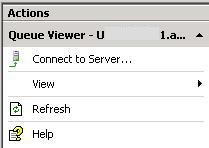 Actions
Queue Viewer - U 1.a...
Connect to Server...
View
Refresh
Help